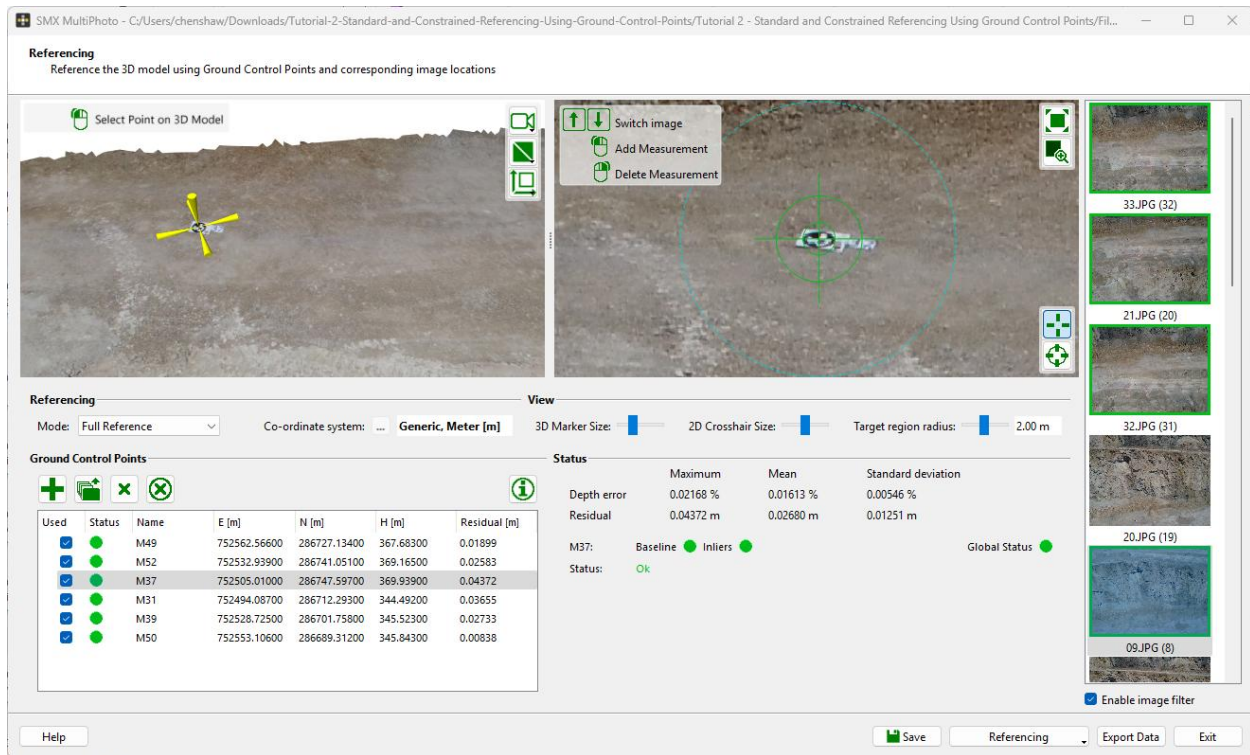 SMX MultiPhoto - C:/Users/chenshaw/Downloads/Tutorial-2-Standard-and-Constrained-Referencing-Using-Ground-Control-Points/Tutorial 2 - Standard and Constrained Referencing Using Ground Control Points/Fil...
Referencing
Reference the 3D model using Ground Control Points and corresponding image locations
Select Point on 3D Model
Switch image
Add Measurement
Delete Measurement
33.JPG (32)
21.JPG (20)
32.JPG (31)
20.JPG (19)
09.JPG (8)
Enable image filter
Referencing
Mode: Full Reference Co-ordinate system: ... Generic, Meter [m]
View
3D Marker Size: 2D Crosshair Size: Target region radius: 2.00 m
Ground Control Points
Used Status Name E [m] N [m] H [m] Residual [m]
M49 752562.56600 286727.13400 367.68300 0.01899
M52 752532.93900 286741.05100 369.16500 0.02583
M37 752505.01000 286747.59700 369.93900 0.04372
M31 752494.08700 286712.29300 344.49200 0.03655
M39 752528.72500 286701.75800 345.52300 0.02733
M50 752553.10600 286689.31200 345.84300 0.00838
Status
Maximum Mean Standard deviation
Depth error 0.02168 % 0.01613 % 0.00546 %
Residual 0.04372 m 0.02680 m 0.01251 m
M37: Baseline Inliers Global Status
Status: Ok
Help Save Referencing Export Data Exit